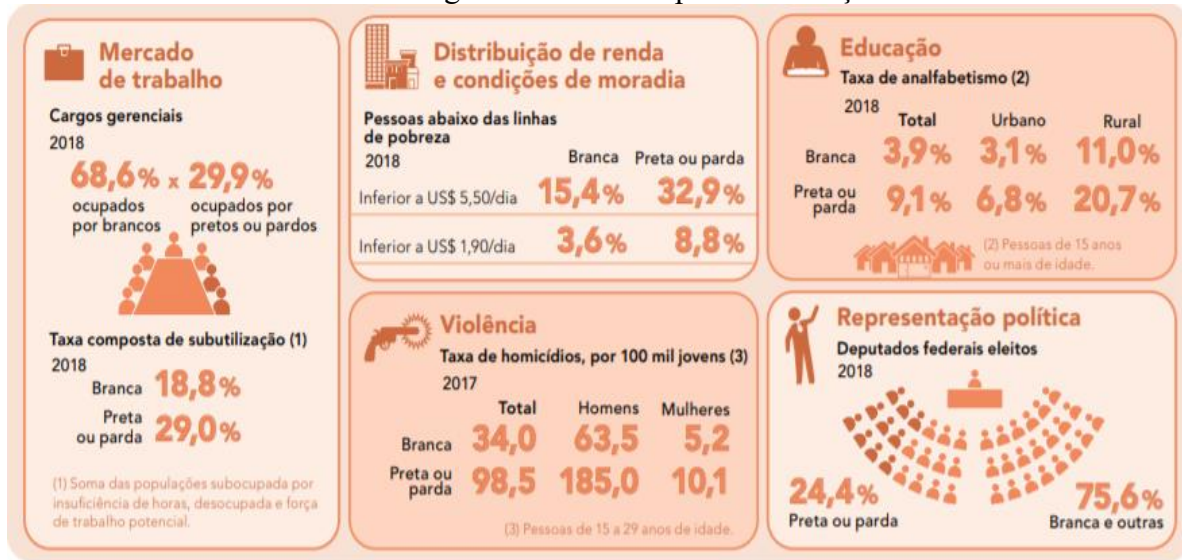 Mercado
de trabalho
Cargos gerenciais
2018
68,6% x 29,9%
ocupados por brancos
ocupados por pretos ou pardos
Taxa composta de subutilização (1)
2018
Branca 18,8%
Preta ou parda 29,0%
(1) Soma das populações subocupada por
insuficiência de horas, desocupada e força
de trabalho potencial.
Distribuição de renda
e condições de moradia
Pessoas abaixo das linhas
de pobreza
2018
Branca Preta ou parda
Inferior a US$ 5,50/dia 15,4% 32,9%
Inferior a US$ 1,90/dia 3,6% 8,8%
Violência
Taxa de homicídios, por 100 mil jovens (3)
2017
Total Homens Mulheres
Branca 34,0 63,5 5,2
Preta ou parda 98,5 185,0 10,1
(3) Pessoas de 15 a 29 anos de idade.
Educação
Taxa de analfabetismo (2)
2018
Total Urbano Rural
Branca 3,9% 3,1% 11,0%
Preta ou parda 9,1% 6,8% 20,7%
(2) Pessoas de 15 anos
ou mais de idade.
Representação política
Deputados federais eleitos
2018
24,4%
Preta ou parda
75,6%
Branca e outras